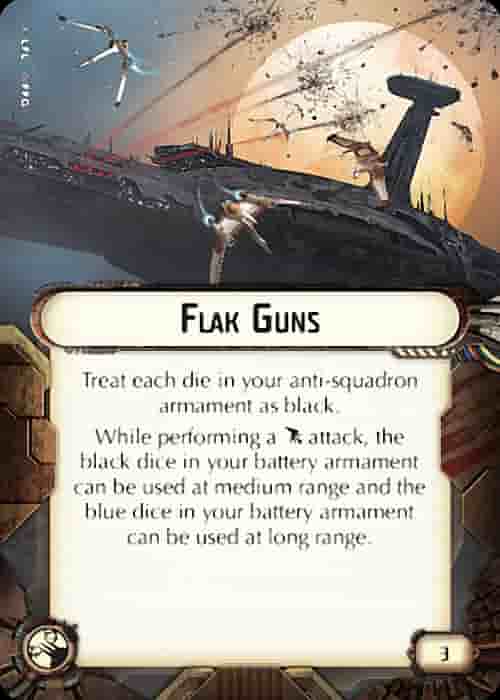 Flak Guns
Treat each die in your anti-squadron
armament as black.
While performing a attack, the
black dice in your battery armament
can be used at medium range and the
blue dice in your battery armament
can be used at long range.
3